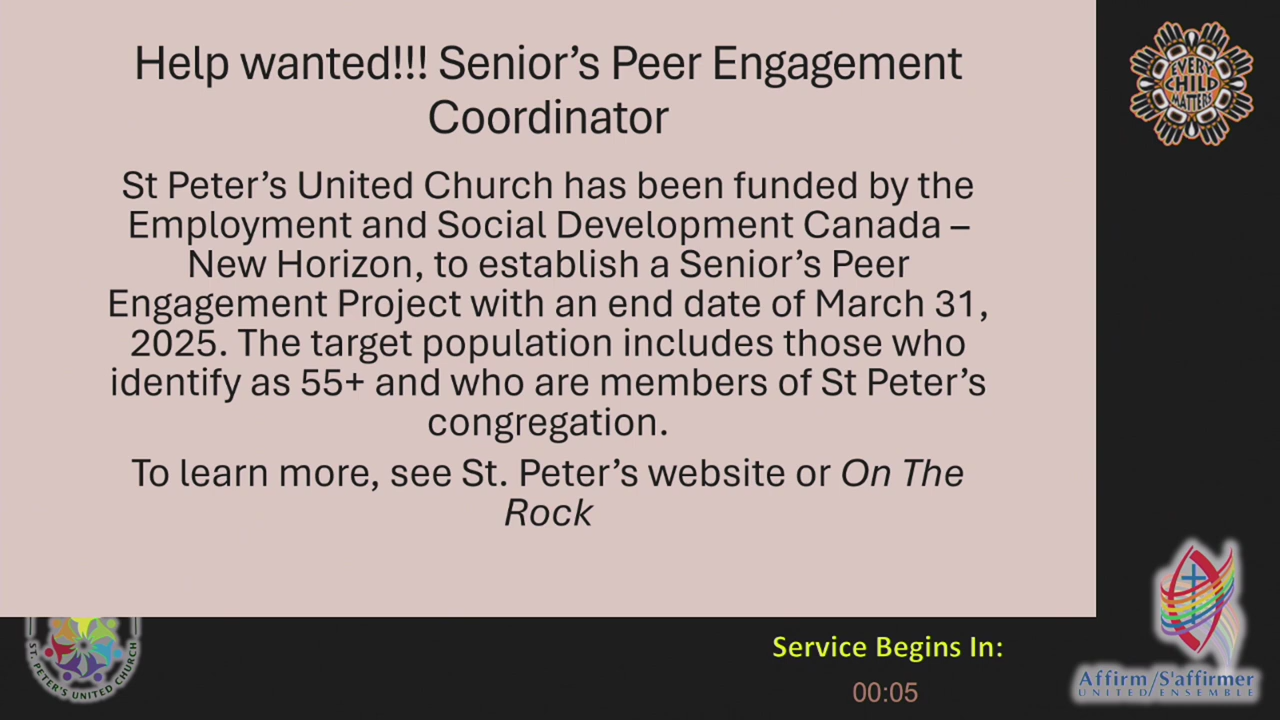 Help wanted!!! Senior’s Peer Engagement
Coordinator
St Peter’s United Church has been funded by the
Employment and Social Development Canada –
New Horizon, to establish a Senior’s Peer
Engagement Project with an end date of March 31,
2025. The target population includes those who
identify as 55+ and who are members of St Peter’s
congregation.
To learn more, see St. Peter’s website or On The
Rock
EVERY
CHILD
MATTERS
ST. PETER'S UNITED CHURCH
Service Begins In:
00:05
Affirm/S'affirmer
UNITED/ENSEMBLE